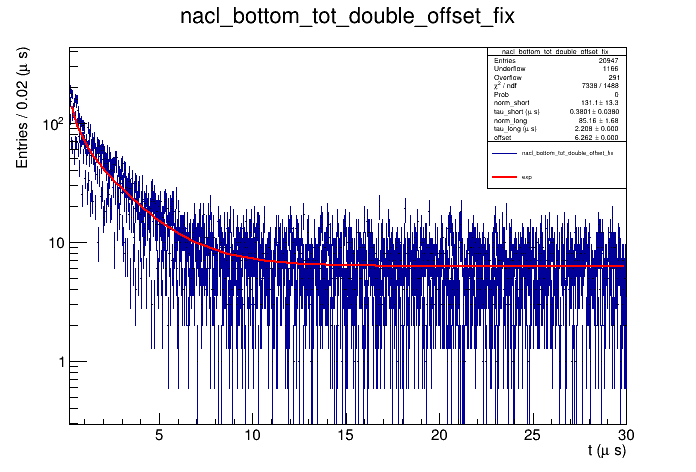 nacl_bottom_tot_double_offset_fix
Entries / 0.02 (μ s)
nacl_bottom_tot_double_offset_fix
Entries 20947
Underflow 1166
Overflow 291
χ² / ndf 7339 / 1488
Prob 0
norm_short 131.1 ± 13.3
tau_short (μ s) 0.3801 ± 0.0380
norm_long 85.16 ± 1.68
tau_long (μ s) 2.208 ± 0.000
offset 6.262 ± 0.000
nacl_bottom_tot_double_offset_fix
exp
10²
10
1
5 10 15 20 25 30
t (μ s)